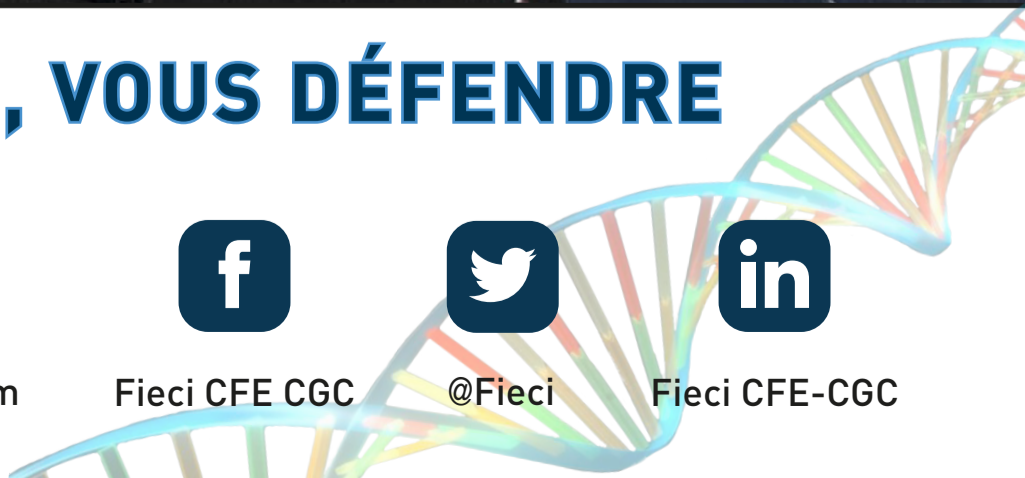 , VOUS DÉFENDRE
m
Fieci CFE CGC
@Fieci
Fieci CFE-CGC